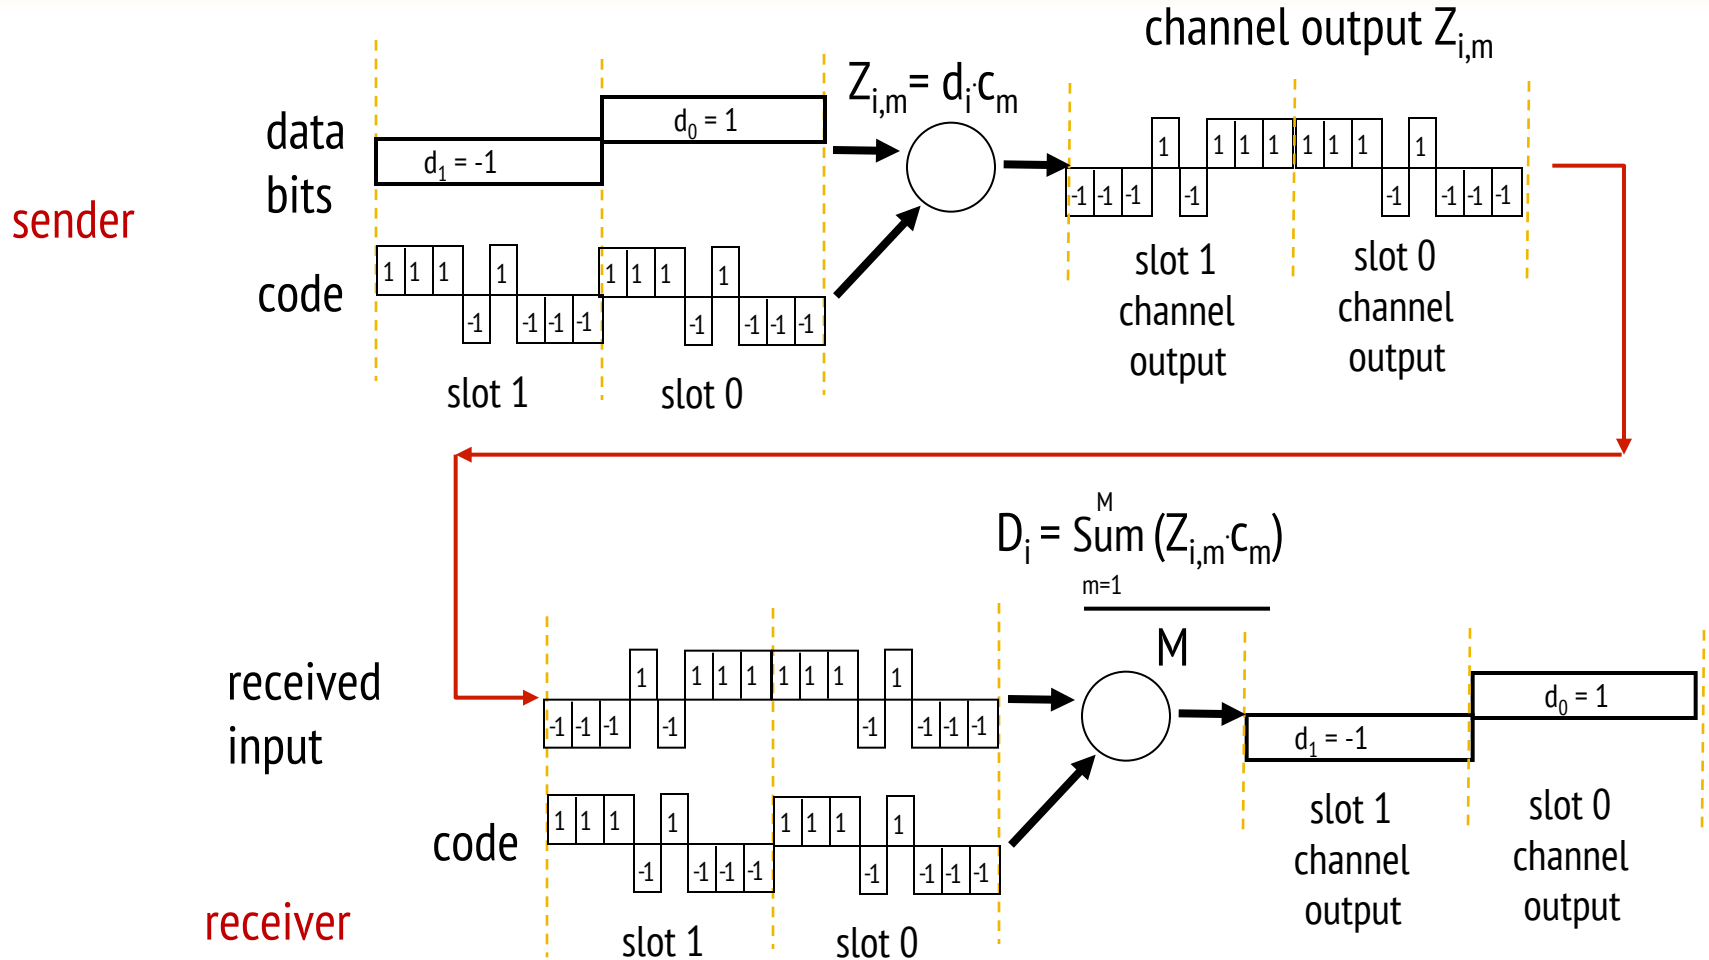 channel output Z_i,m
Z_i,m = d_i·c_m
data
bits
d₀ = 1
d₁ = -1
sender
code
1 1 1 -1 1 -1 -1 -1
1 1 1 -1 1 -1 -1 -1
slot 1
slot 0
-1 -1 -1 1 -1 1 1 1
1 1 1 -1 1 -1 -1 -1
slot 1
channel
output
slot 0
channel
output
M
D_i = Sum (Z_i,m·c_m)
m=1
M
received
input
-1 -1 -1 1 -1 1 1 1
1 1 1 -1 1 -1 -1 -1
code
1 1 1 -1 1 -1 -1 -1
1 1 1 -1 1 -1 -1 -1
receiver
slot 1
slot 0
d₀ = 1
d₁ = -1
slot 1
channel
output
slot 0
channel
output